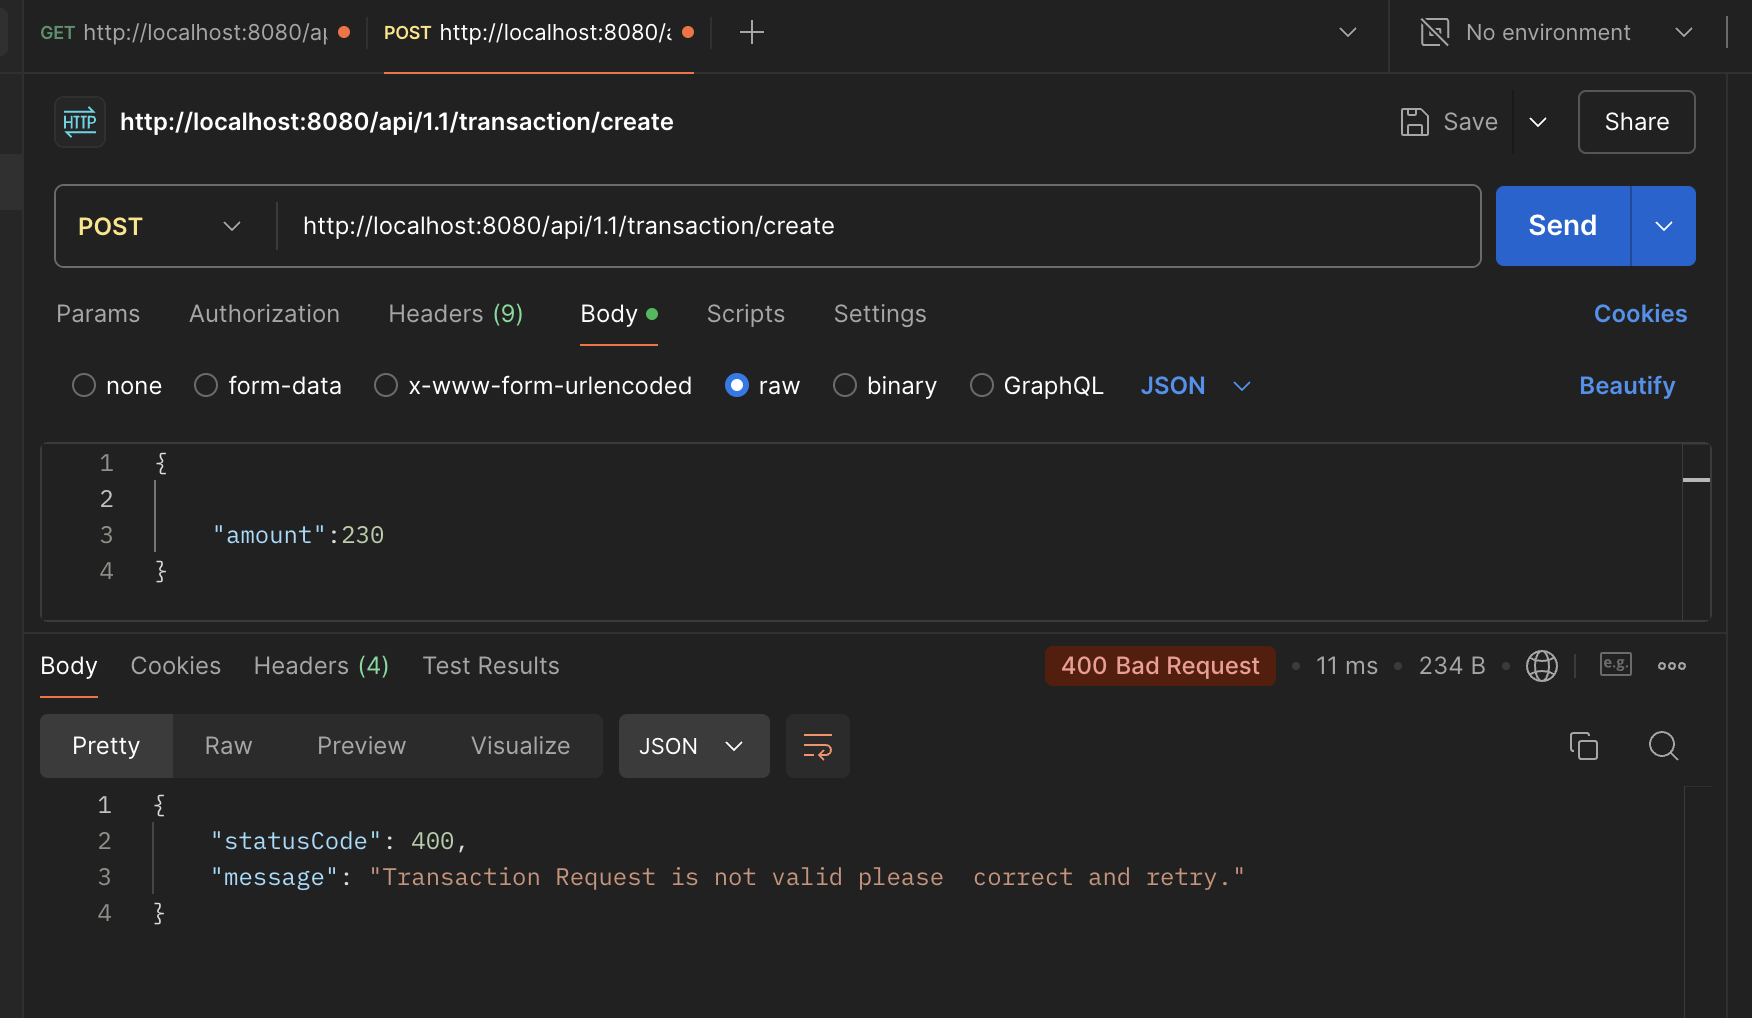 GET http://localhost:8080/ap
POST http://localhost:8080/a
No environment
HTTP http://localhost:8080/api/1.1/transaction/create
Save
Share
POST http://localhost:8080/api/1.1/transaction/create
Send
Params Authorization Headers (9) Body Scripts Settings Cookies
none form-data x-www-form-urlencoded raw binary GraphQL JSON Beautify
1 {
2
3 "amount":230
4 }
Body Cookies Headers (4) Test Results 400 Bad Request 11 ms 234 B e.g.
Pretty Raw Preview Visualize JSON
1 {
2 "statusCode": 400,
3 "message": "Transaction Request is not valid please  correct and retry."
4 }